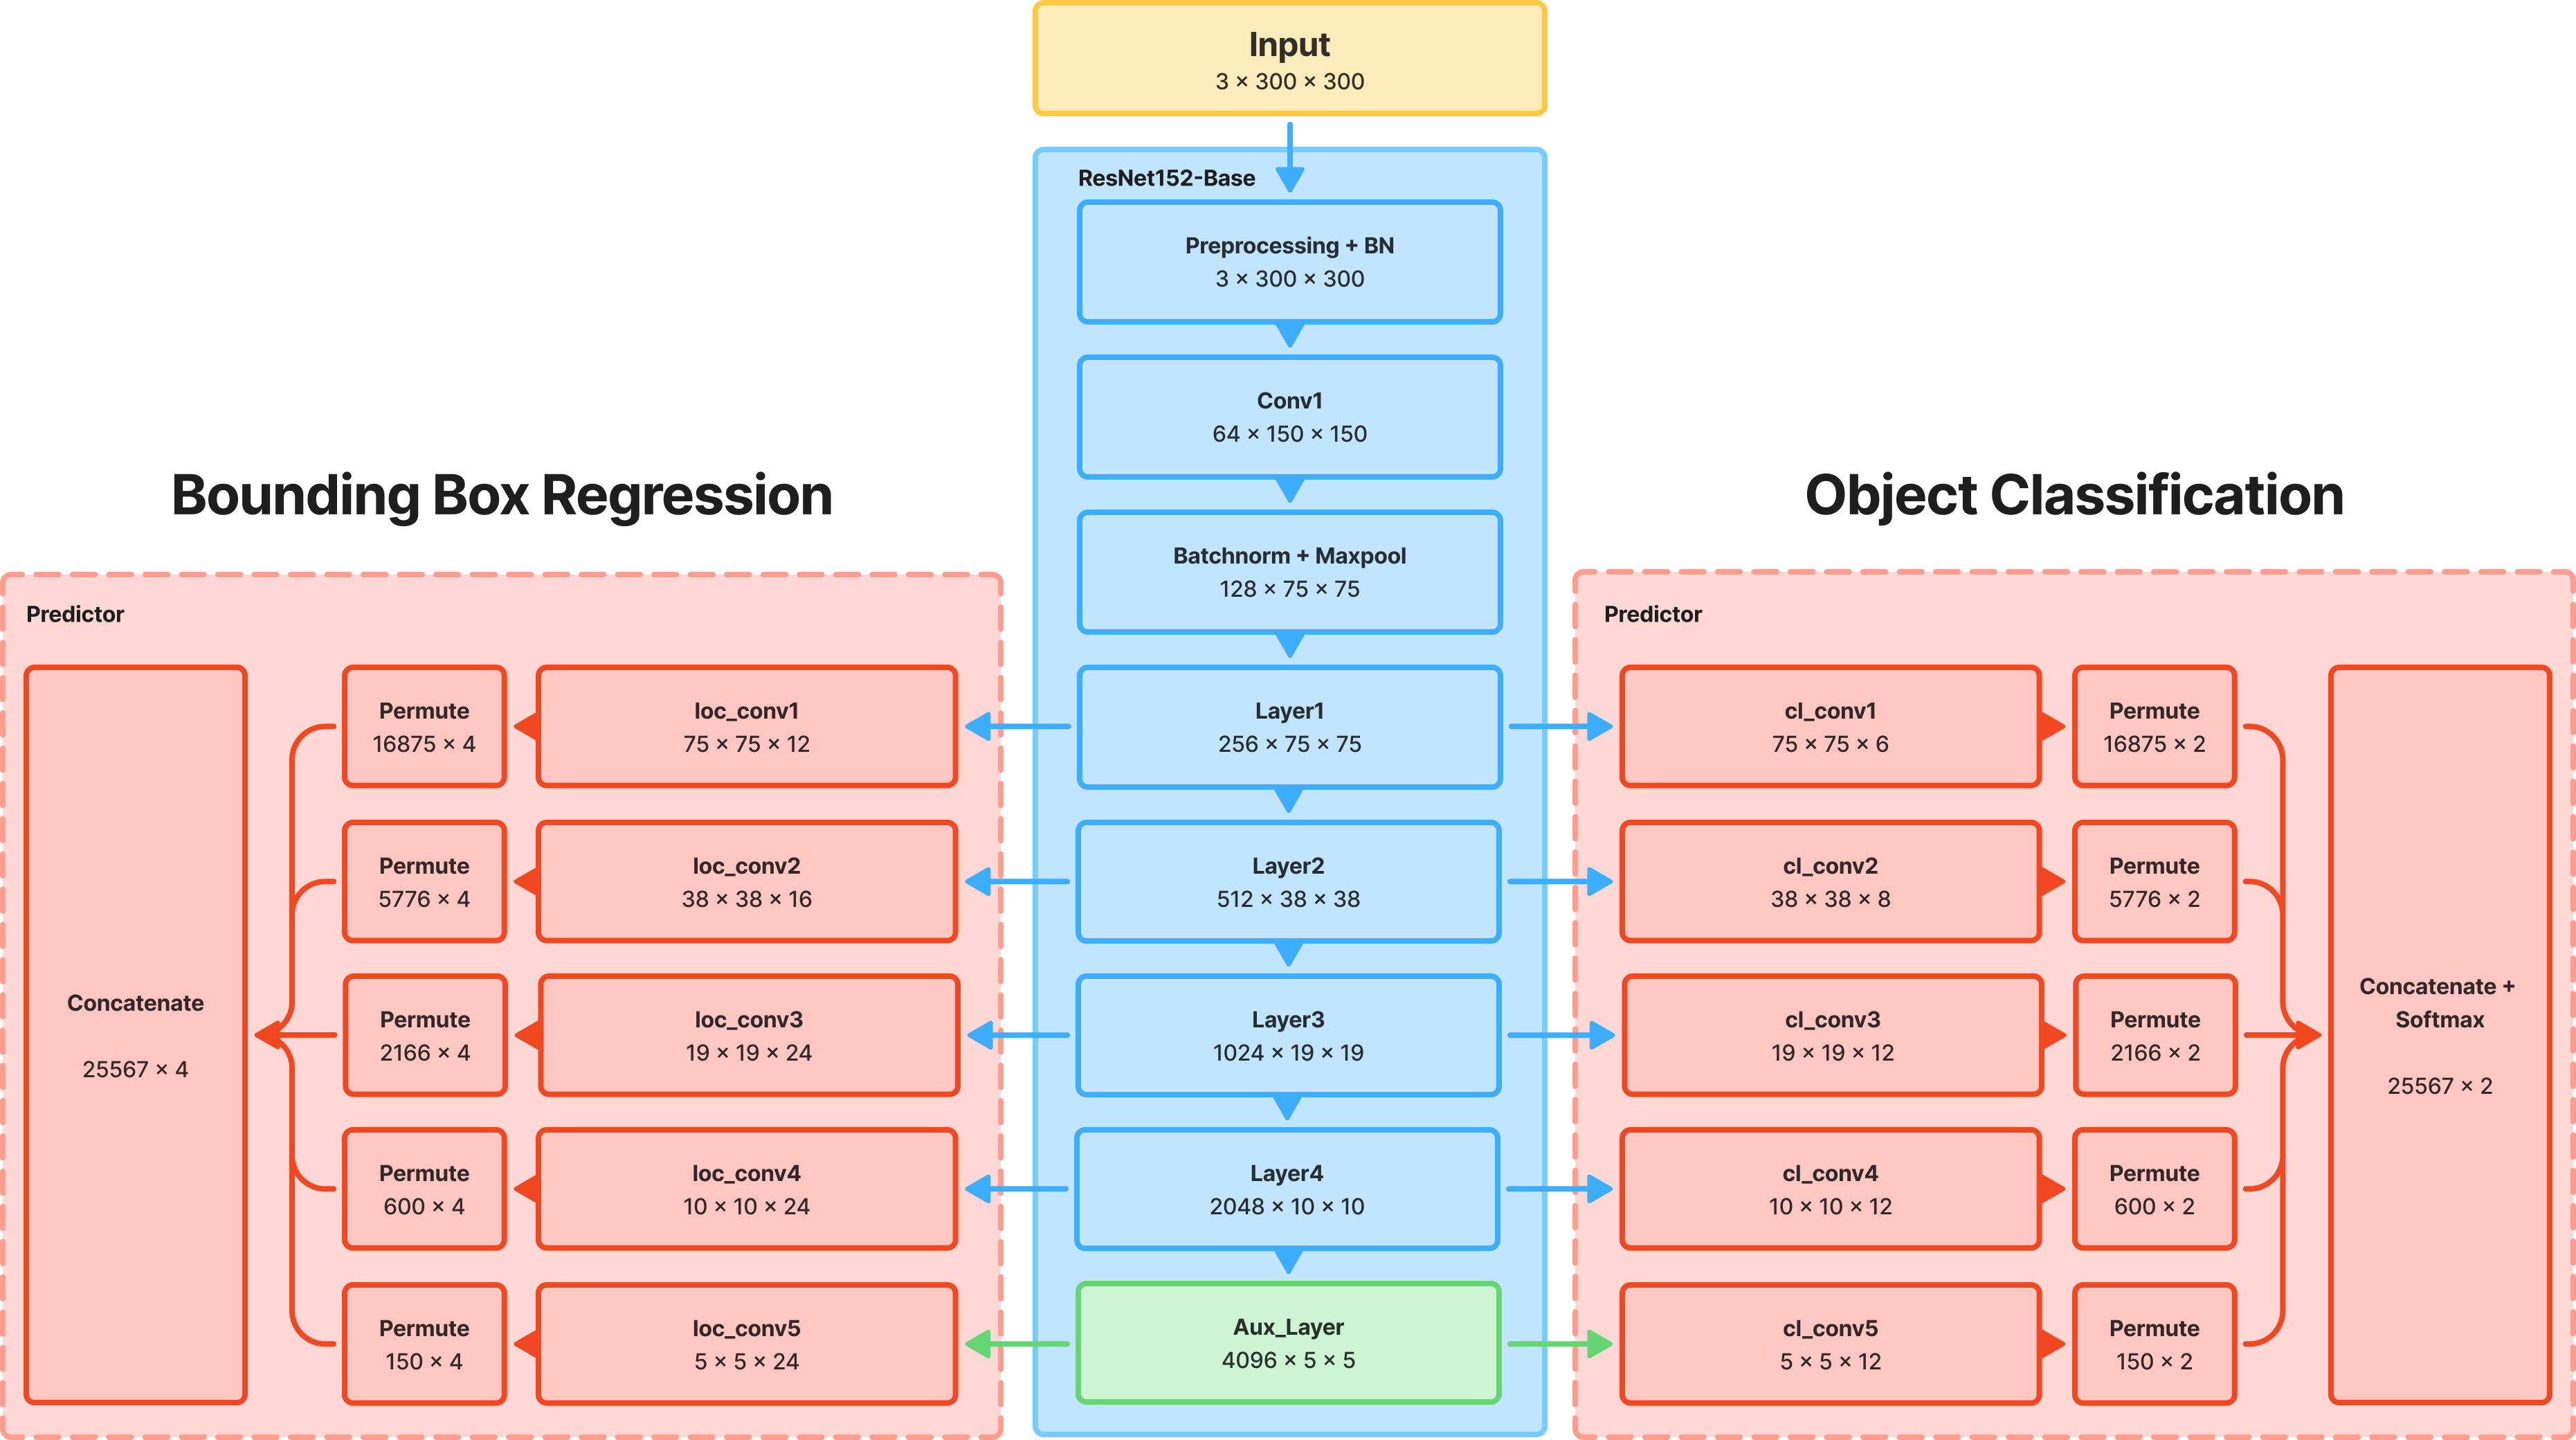 Input
3 × 300 × 300
ResNet152-Base
Preprocessing + BN
3 × 300 × 300
Conv1
64 × 150 × 150
Batchnorm + Maxpool
128 × 75 × 75
Layer1
256 × 75 × 75
Layer2
512 × 38 × 38
Layer3
1024 × 19 × 19
Layer4
2048 × 10 × 10
Aux_Layer
4096 × 5 × 5
Bounding Box Regression
Predictor
Concatenate
25567 × 4
Permute
16875 × 4
loc_conv1
75 × 75 × 12
Permute
5776 × 4
loc_conv2
38 × 38 × 16
Permute
2166 × 4
loc_conv3
19 × 19 × 24
Permute
600 × 4
loc_conv4
10 × 10 × 24
Permute
150 × 4
loc_conv5
5 × 5 × 24
Object Classification
Predictor
cl_conv1
75 × 75 × 6
Permute
16875 × 2
cl_conv2
38 × 38 × 8
Permute
5776 × 2
cl_conv3
19 × 19 × 12
Permute
2166 × 2
cl_conv4
10 × 10 × 12
Permute
600 × 2
cl_conv5
5 × 5 × 12
Permute
150 × 2
Concatenate +
Softmax
25567 × 2